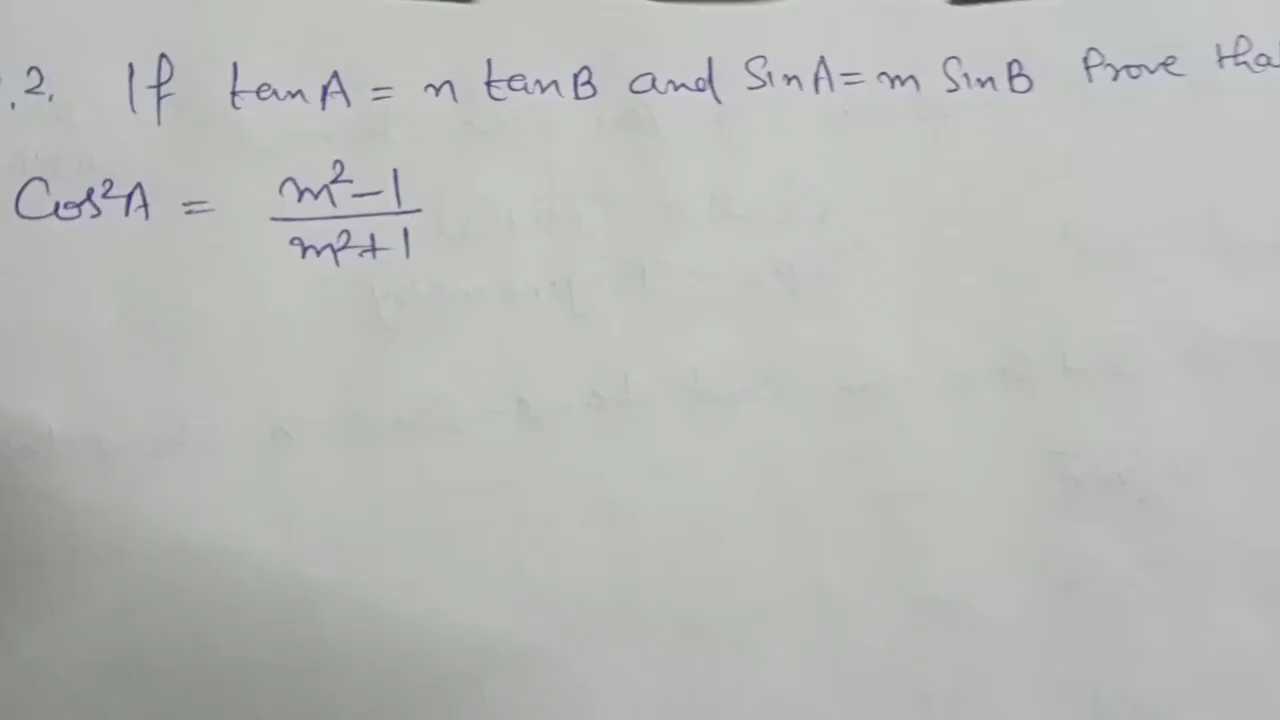 .2. If tanA = n tanB and SinA = m SinB Prove tha
Cos²A = m²-1
m²+1